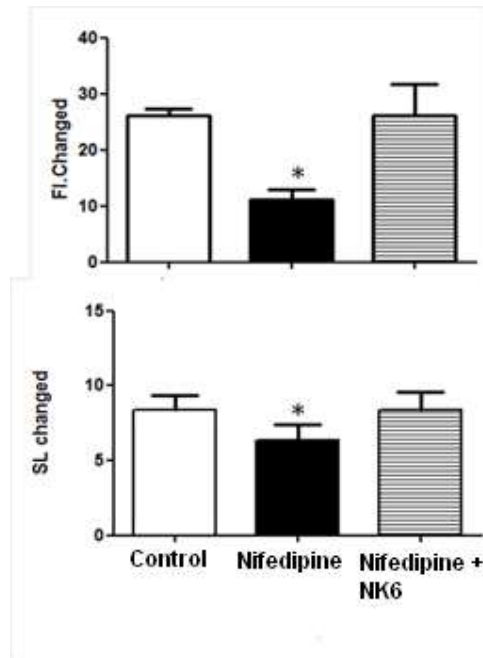 40
30
20
10
0
Fl.Changed
*
15
10
5
0
SL changed
*
Control
Nifedipine
Nifedipine +
NK6